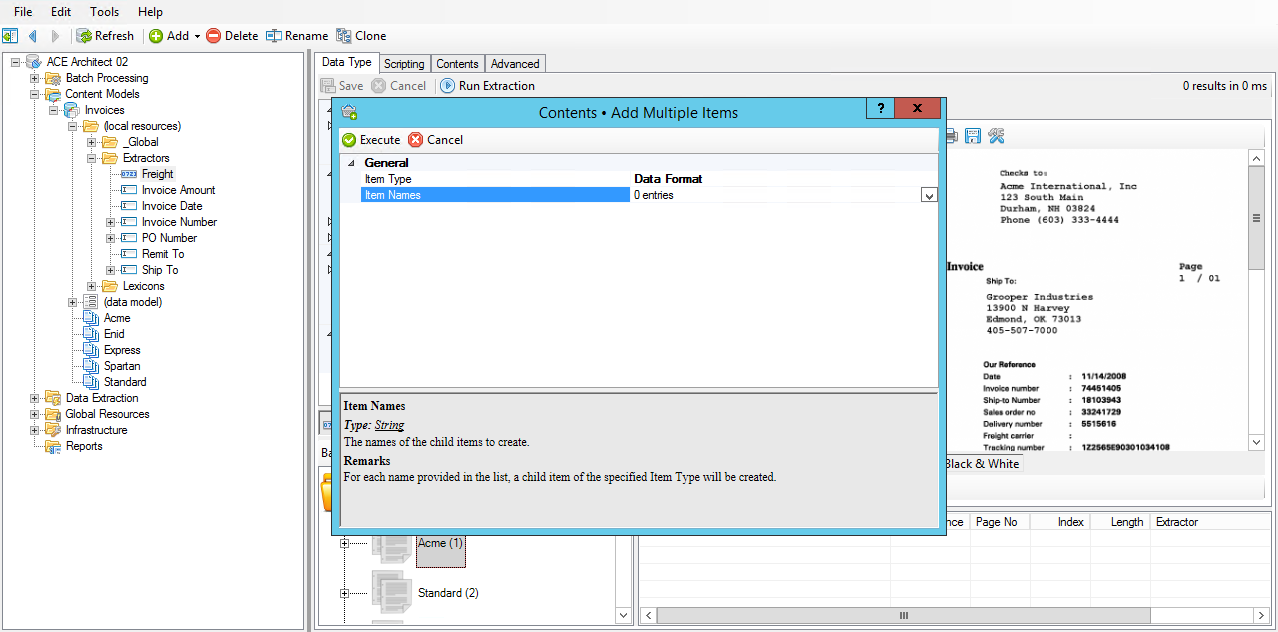 File Edit Tools Help
Refresh Add Delete Rename Clone
ACE Architect 02
Batch Processing
Content Models
Invoices
(local resources)
_Global
Extractors
Freight
Invoice Amount
Invoice Date
Invoice Number
PO Number
Remit To
Ship To
Lexicons
(data model)
Acme
Enid
Express
Spartan
Standard
Data Extraction
Global Resources
Infrastructure
Reports
Data Type Scripting Contents Advanced
Save Cancel Run Extraction 0 results in 0 ms
Contents • Add Multiple Items ? x
Execute Cancel
General
Item Type Data Format
Item Names 0 entries
Item Names
Type: String
The names of the child items to create.
Remarks
For each name provided in the list, a child item of the specified Item Type will be created.
Checks to:
Acme International, Inc
123 South Main
Durham, NH 03824
Phone (603) 333-4444
Invoice Page
1 / 01
Ship To:
Grooper Industries
13900 N Harvey
Edmond, OK 73013
405-507-7000
Our Reference
Date : 11/14/2008
Invoice number : 74451405
Ship-to Number : 18103943
Sales order no : 33241729
Delivery number : 5515616
Freight carrier :
Tracking number : 1Z2565E90301034108
Black & White
Ba
Acme (1)
Standard (2)
nce Page No Index Length Extractor